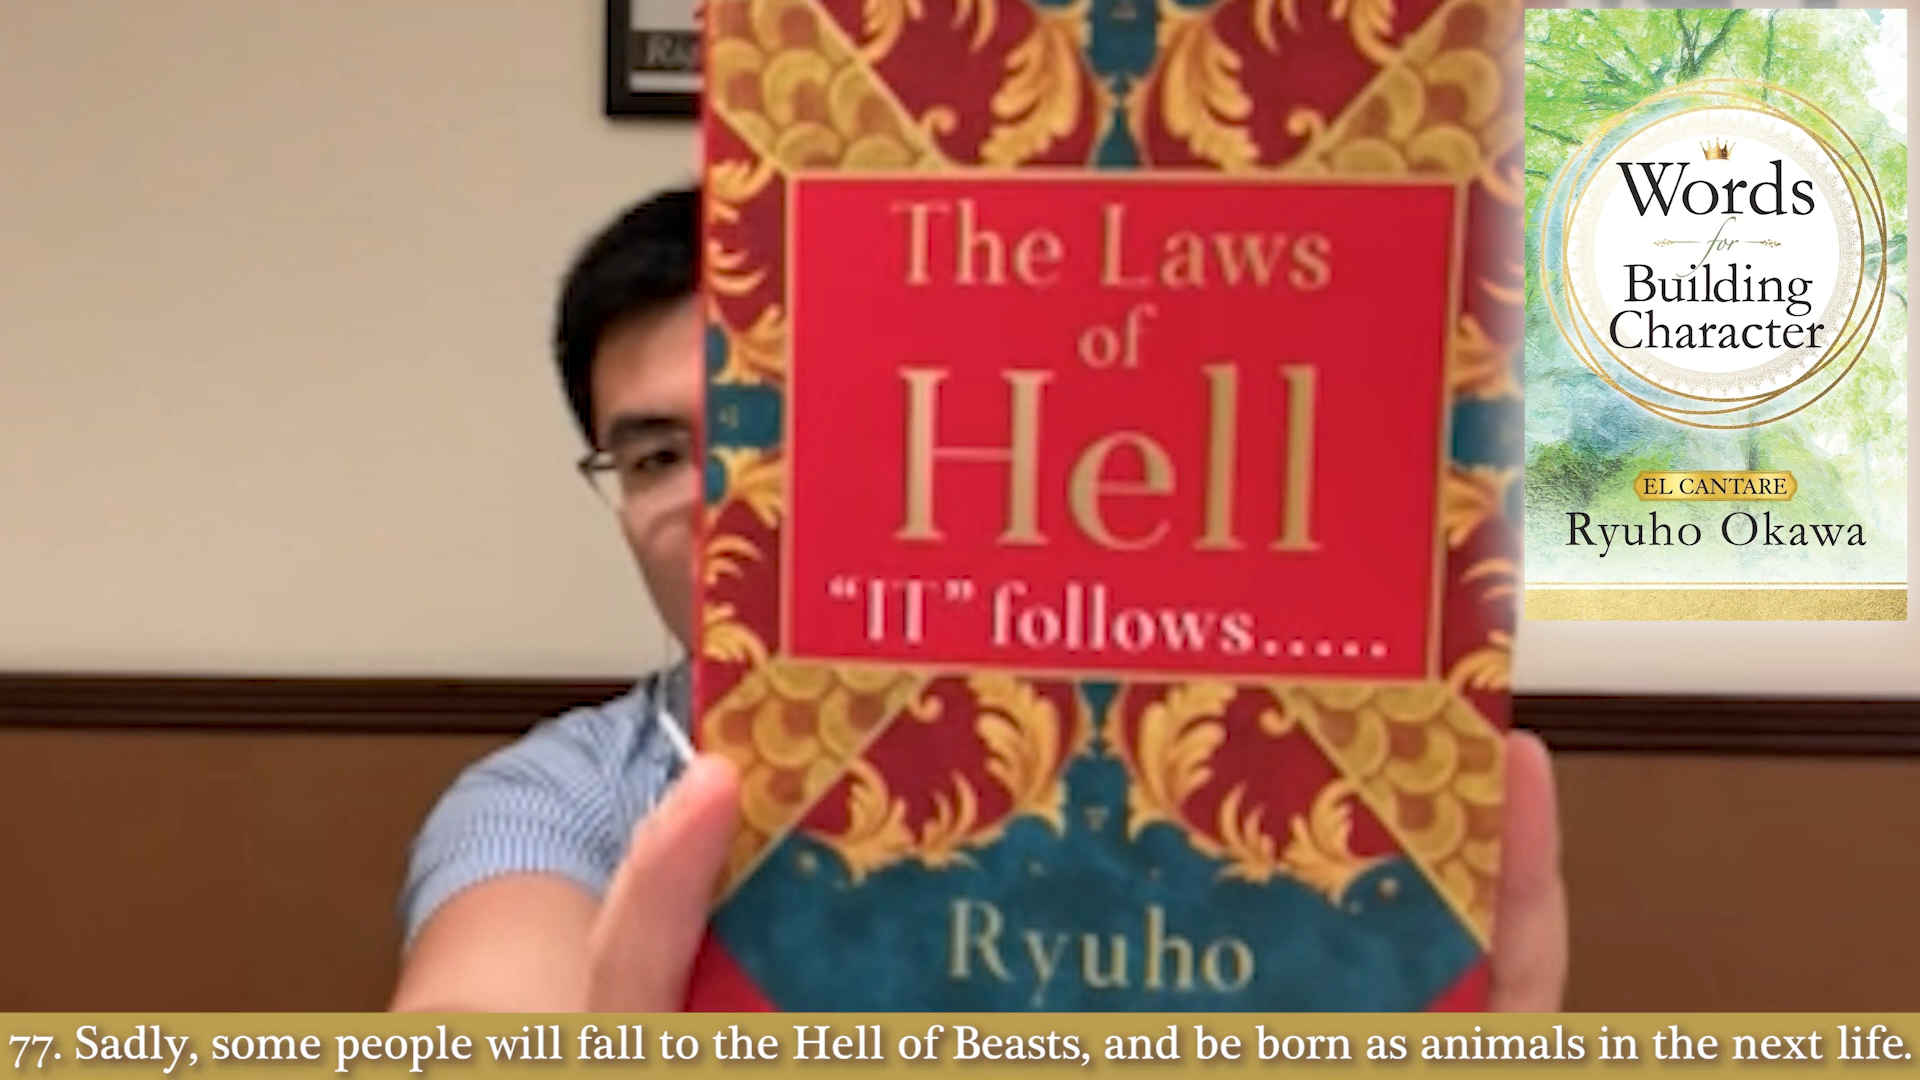 The Laws
of
Hell
“IT” follows.....
Ryuho
Words
for
Building
Character
EL CANTARE
Ryuho Okawa
77. Sadly, some people will fall to the Hell of Beasts, and be born as animals in the next life.